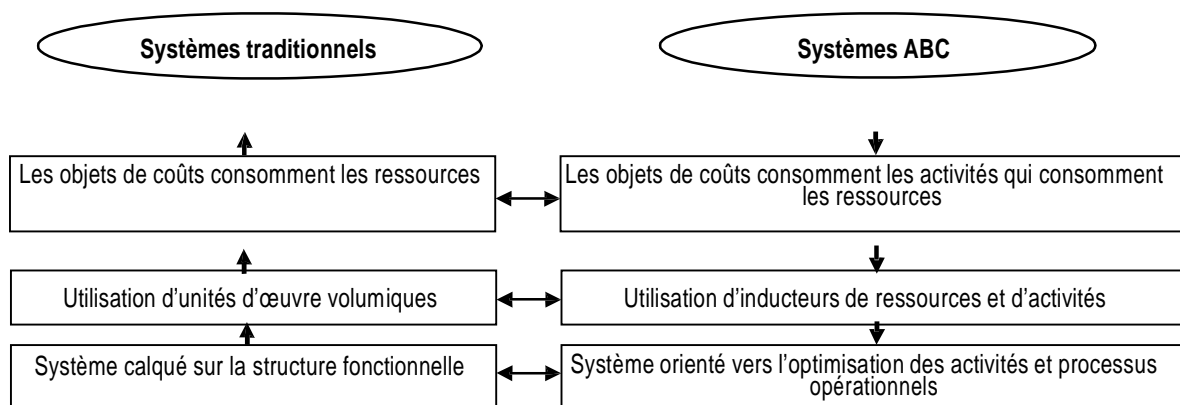 Systèmes traditionnels
Systèmes ABC
Les objets de coûts consomment les ressources
Les objets de coûts consomment les activités qui consomment
les ressources
Utilisation d'unités d'œuvre volumiques
Utilisation d'inducteurs de ressources et d'activités
Système calqué sur la structure fonctionnelle
Système orienté vers l'optimisation des activités et processus
opérationnels